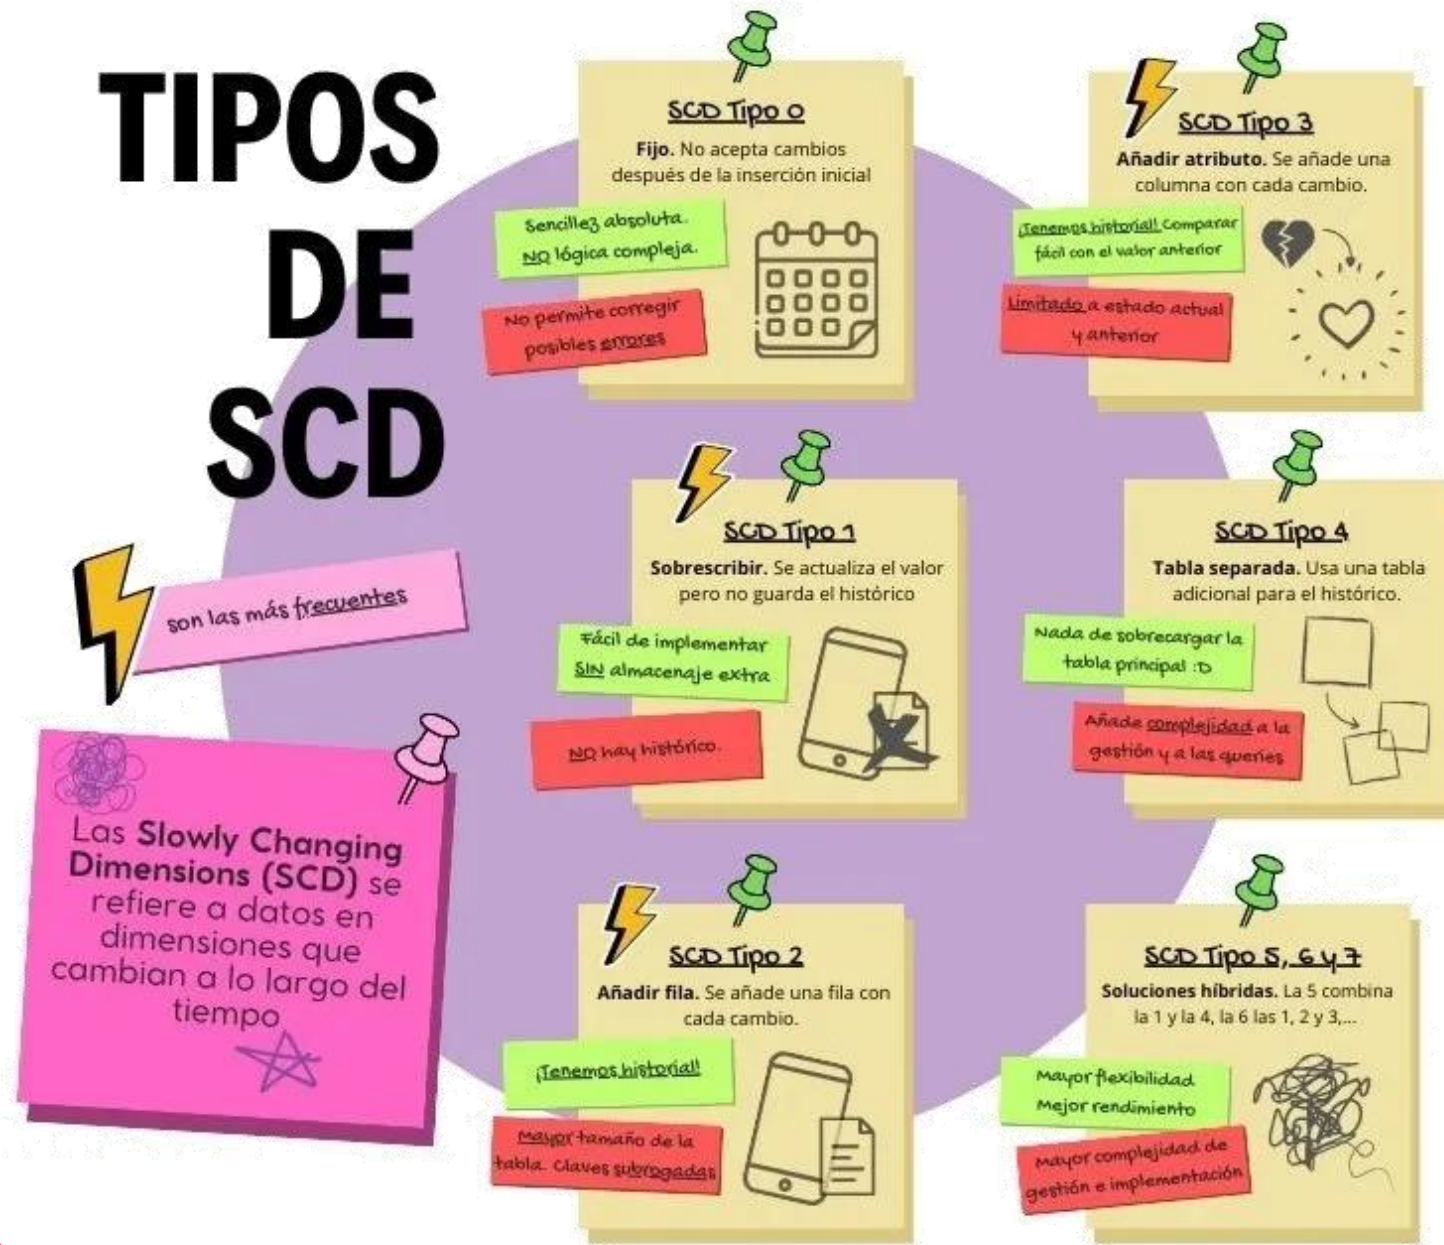 TIPOS
DE
SCD
son las más frecuentes
Las Slowly Changing
Dimensions (SCD) se
refiere a datos en
dimensiones que
cambian a lo largo del
tiempo
SCD Tipo 0
Fijo. No acepta cambios
después de la inserción inicial
Sencillez absoluta.
NO lógica compleja.
No permite corregir
posibles errores
SCD Tipo 1
Sobrescribir. Se actualiza el valor
pero no guarda el histórico
Fácil de implementar
SIN almacenaje extra
NO hay histórico.
SCD Tipo 2
Añadir fila. Se añade una fila con
cada cambio.
¡Tenemos historial!
Mayor tamaño de la
tabla. Claves subrogadas
SCD Tipo 3
Añadir atributo. Se añade una
columna con cada cambio.
¡Tenemos historial! Comparar
fácil con el valor anterior
Limitado a estado actual
y anterior
SCD Tipo 4
Tabla separada. Usa una tabla
adicional para el histórico.
Nada de sobrecargar la
tabla principal :D
Añade complejidad a la
gestión y a las queries
SCD Tipo 5, 6 y 7
Soluciones híbridas. La 5 combina
la 1 y la 4, la 6 las 1, 2 y 3,...
Mayor flexibilidad
Mejor rendimiento
Mayor complejidad de
gestión e implementación